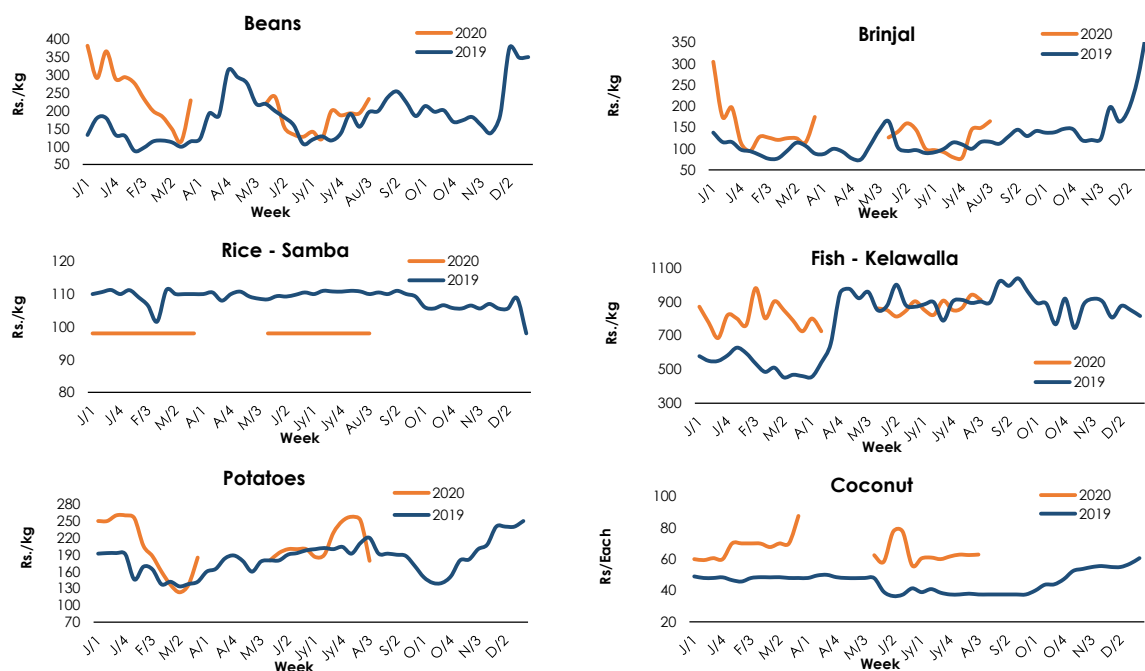 Beans
2020
2019
Rs./kg
400
350
300
250
200
150
100
50
J/1 J/4 F/3 M/2 A/1 A/4 M/3 J/2 Jy/1 Jy/4 Au/3 S/2 O/1 O/4 N/3 D/2
Week
Brinjal
2020
2019
Rs./kg
350
300
250
200
150
100
50
J/1 J/4 F/3 M/2 A/1 A/4 M/3 J/2 Jy/1 Jy/4 Au/3 S/2 O/1 O/4 N/3 D/2
Week
Rice - Samba
2020
2019
Rs./kg
120
110
100
90
80
J/1 J/4 F/3 M/2 A/1 A/4 M/3 J/2 Jy/1 Jy/4 Au/3 S/2 O/1 O/4 N/3 D/2
Week
Fish - Kelawalla
2020
2019
Rs./kg
1100
900
700
500
300
J/1 J/4 F/3 M/2 A/1 A/4 M/3 J/2 Jy/1 Jy/4 A/3 S/2 O/1 O/4 N/3 D/2
Week
Potatoes
2020
2019
Rs./kg
280
250
220
190
160
130
100
70
J/1 J/4 F/3 M/2 A/1 A/4 M/3 J/2 Jy/1 Jy/4 A/3 S/2 O/1 O/4 N/3 D/2
Week
Coconut
2020
2019
Rs/Each
100
80
60
40
20
J/1 J/4 F/3 M/2 A/1 A/4 M/3 J/2 Jy/1 Jy/4 A/3 S/2 O/1 O/4 N/3 D/2
Week